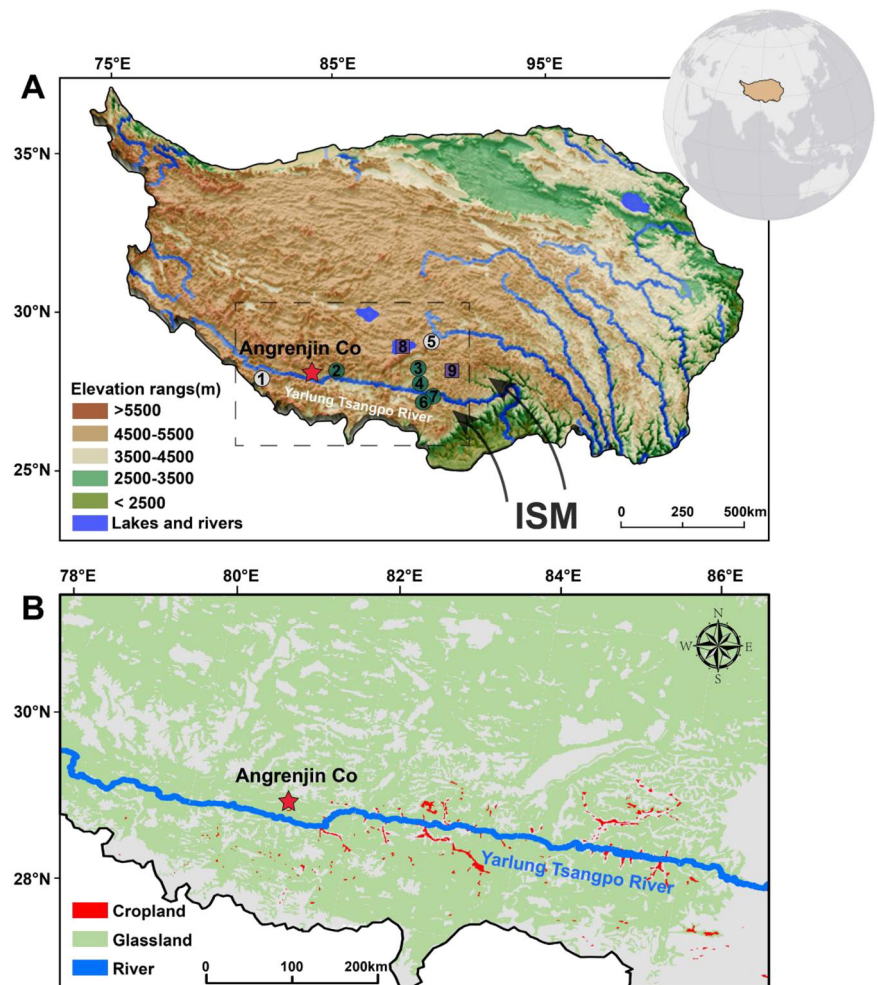 75°E 85°E 95°E
A
35°N
30°N
25°N
Angrenjin Co
1 2 3 4 5 6 7 8 9
Yarlung Tsangpo River
Elevation rangs(m)
>5500
4500-5500
3500-4500
2500-3500
< 2500
Lakes and rivers
ISM
0 250 500km
78°E 80°E 82°E 84°E 86°E
B
N
W E
S
30°N
28°N
Angrenjin Co
Yarlung Tsangpo River
Cropland
Glassland
River
0 100 200km